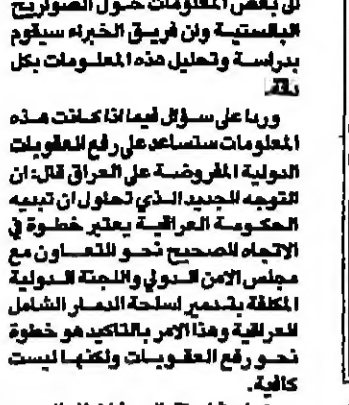 لى بعض المعلومات حول الصواريخ
البالستية وان فريق الخبراء سيقوم
بدراسة وتحليل هذه المعلومات بكل
دقة.
وردا على سؤال فيما اذا كانت هذه
المعلومات ستساعد على رفع العقوبات
الدولية المفروضة على العراق قال: ان
التوجه الجديد الذي تحاول ان تبنيه
الحكومة العراقية يعتبر خطوة في
الاتجاه الصحيح نحو التعاون مع
مجلس الامن الدولي واللجنة الدولية
المكلفة بتدمير اسلحة الدمار الشامل
العراقية وهذا الامر بالتاكيد هو خطوة
نحو رفع العقوبات ولكنها ليست
كافية.